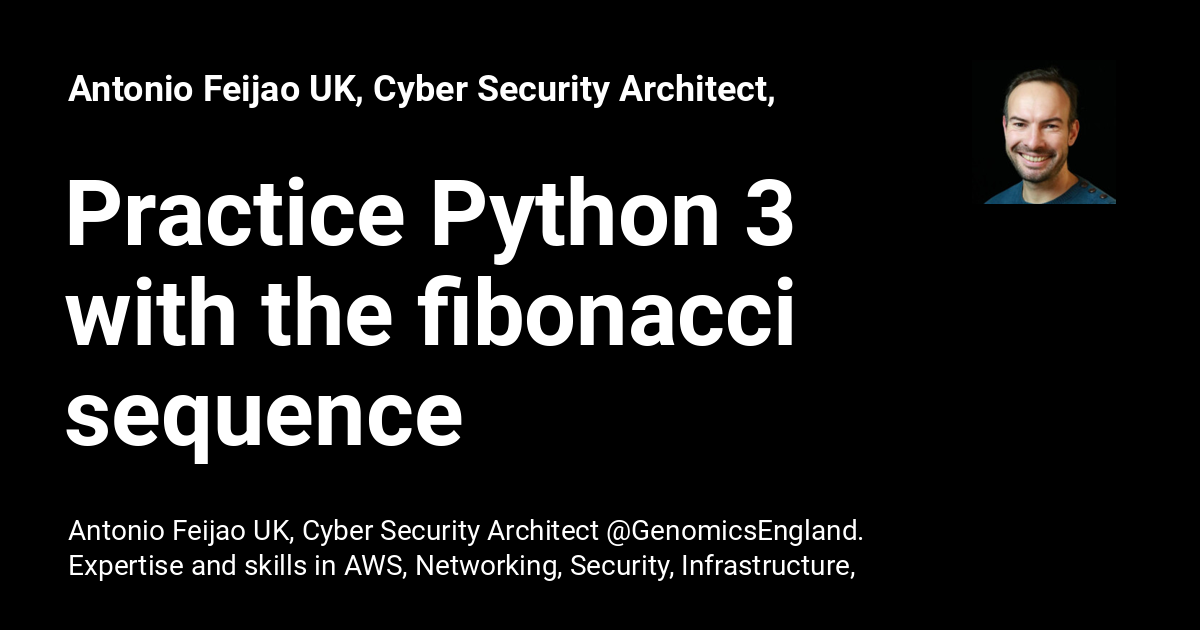 Antonio Feijao UK, Cyber Security Architect,
Practice Python 3
with the fibonacci
sequence
Antonio Feijao UK, Cyber Security Architect @GenomicsEngland.
Expertise and skills in AWS, Networking, Security, Infrastructure,